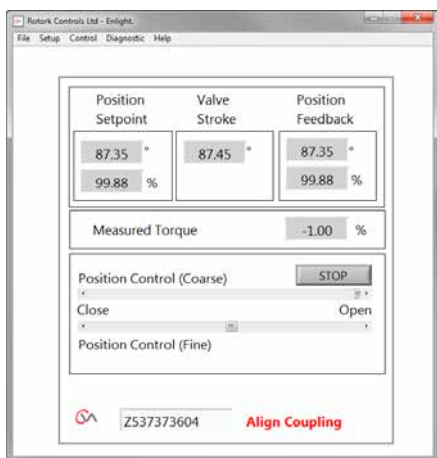 Rotork Controls Ltd - Enlight.
File Setup Control Diagnostic Help
Position Setpoint Valve Stroke Position Feedback
87.35 ° 87.45 ° 87.35 °
99.88 % 99.88 %
Measured Torque -1.00 %
Position Control (Coarse) STOP
Close Open
Position Control (Fine)
Z537373604 Align Coupling